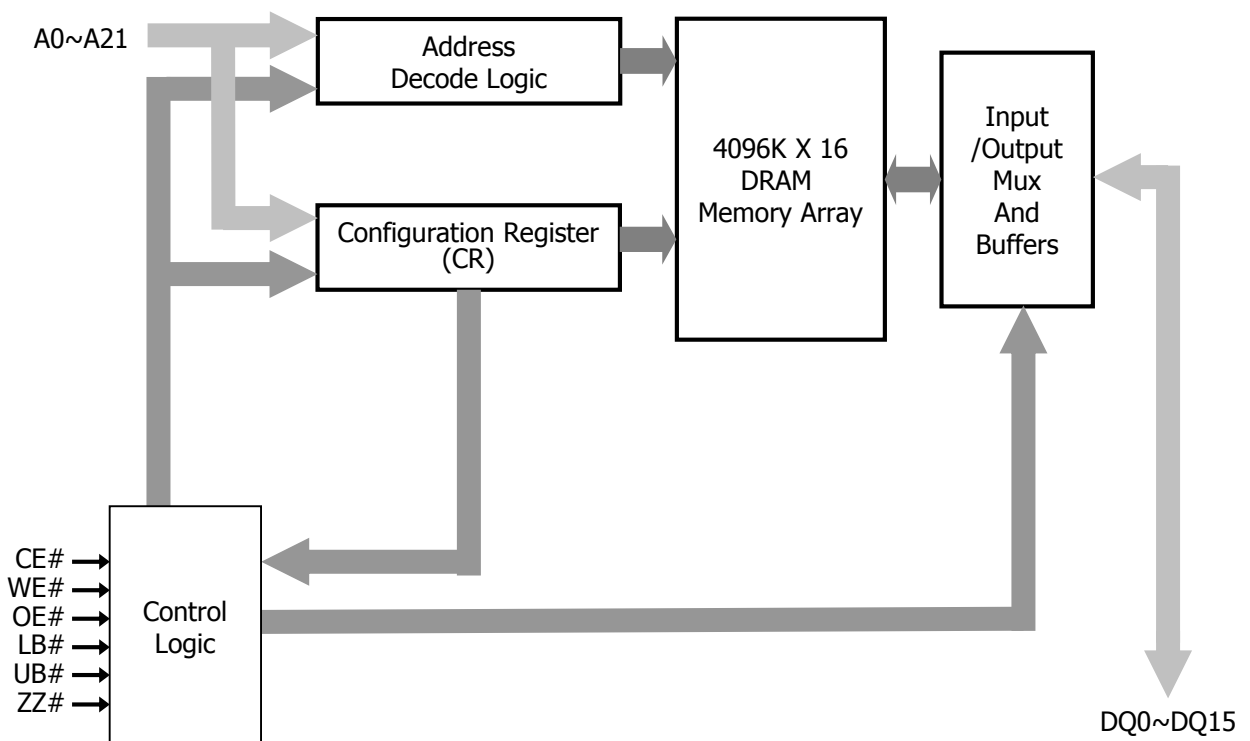 A0~A21
Address
Decode Logic
4096K X 16
DRAM
Memory Array
Input
/Output
Mux
And
Buffers
Configuration Register
(CR)
CE#
WE#
OE#
LB#
UB#
ZZ#
Control
Logic
DQ0~DQ15